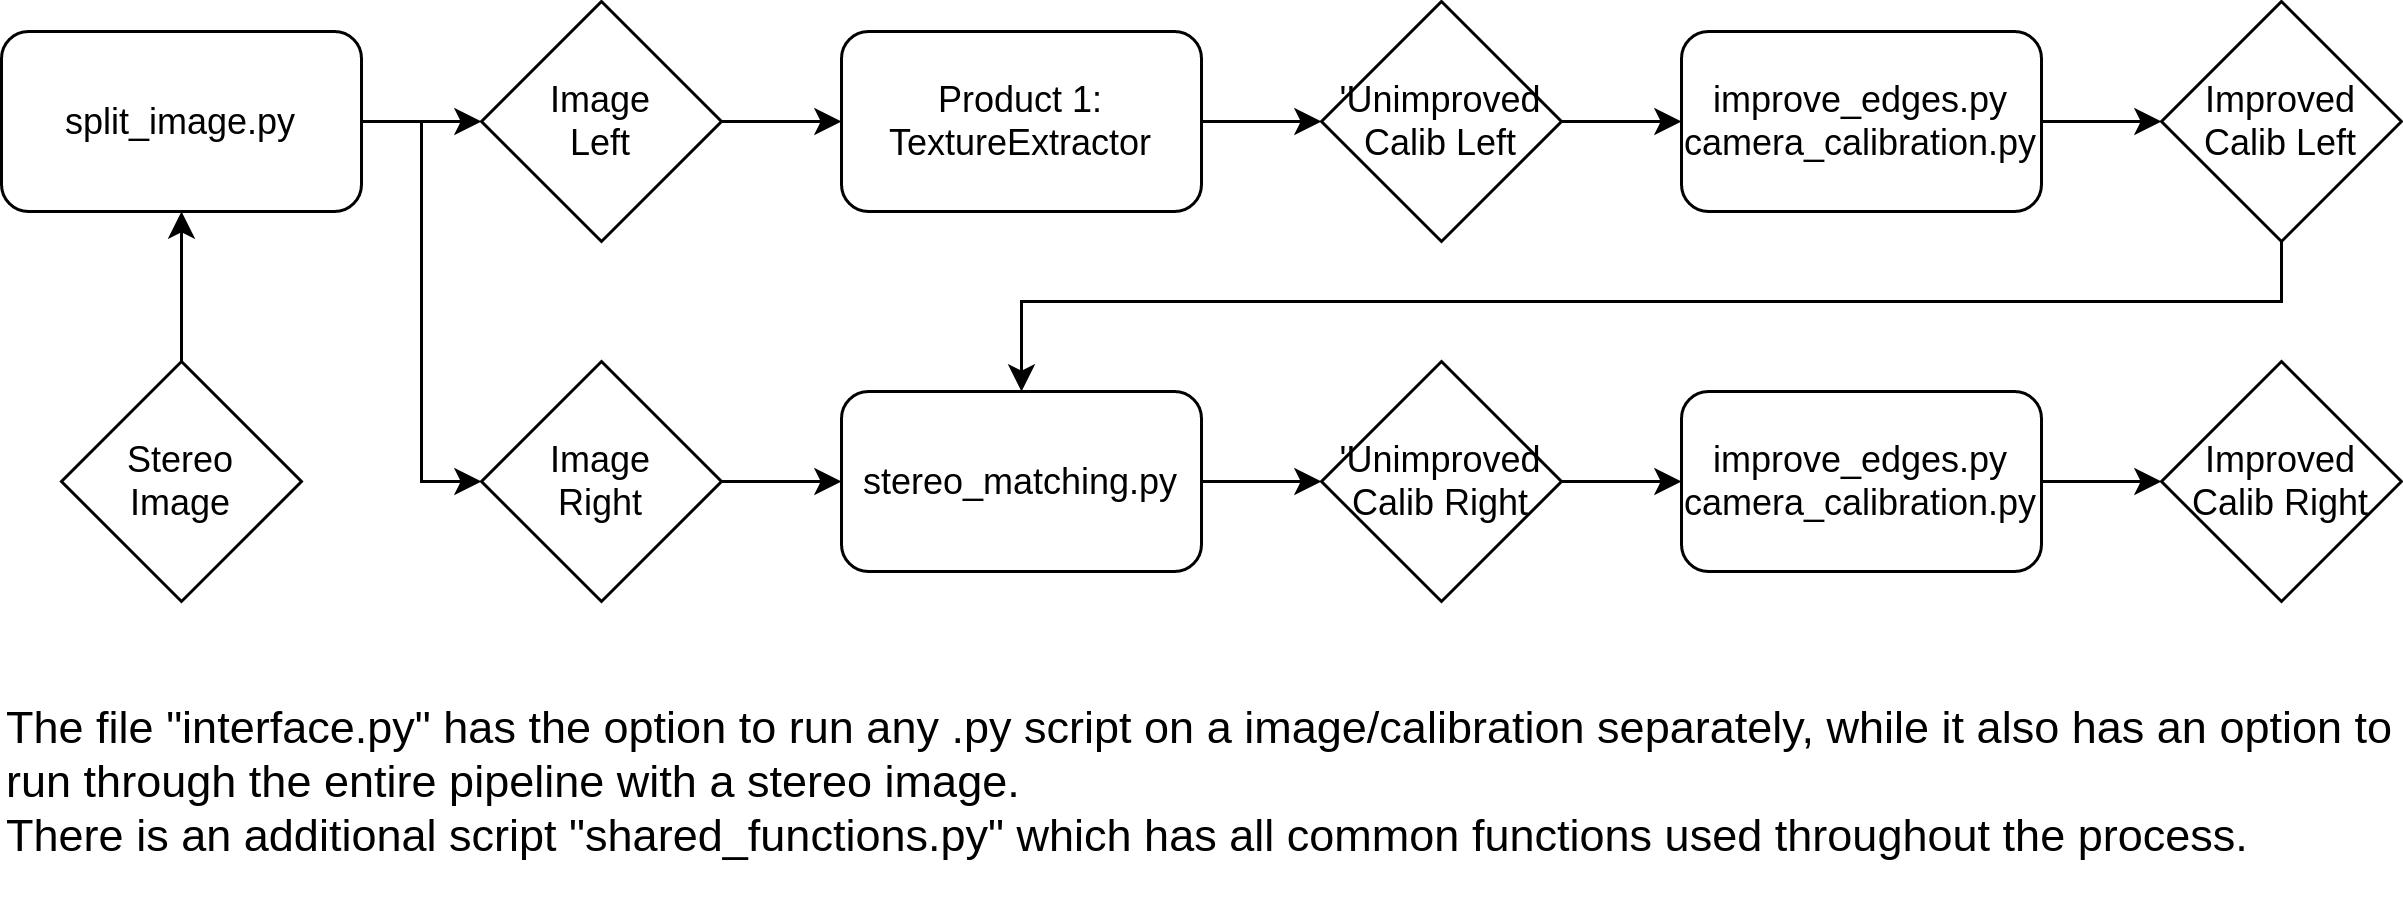 split_image.py
Image
Left
Product 1:
TextureExtractor
"Unimproved
Calib Left
improve_edges.py
camera_calibration.py
Improved
Calib Left
Stereo
Image
Image
Right
stereo_matching.py
"Unimproved
Calib Right
improve_edges.py
camera_calibration.py
Improved
Calib Right
The file "interface.py" has the option to run any .py script on a image/calibration separately, while it also has an option to
run through the entire pipeline with a stereo image.
There is an additional script "shared_functions.py" which has all common functions used throughout the process.